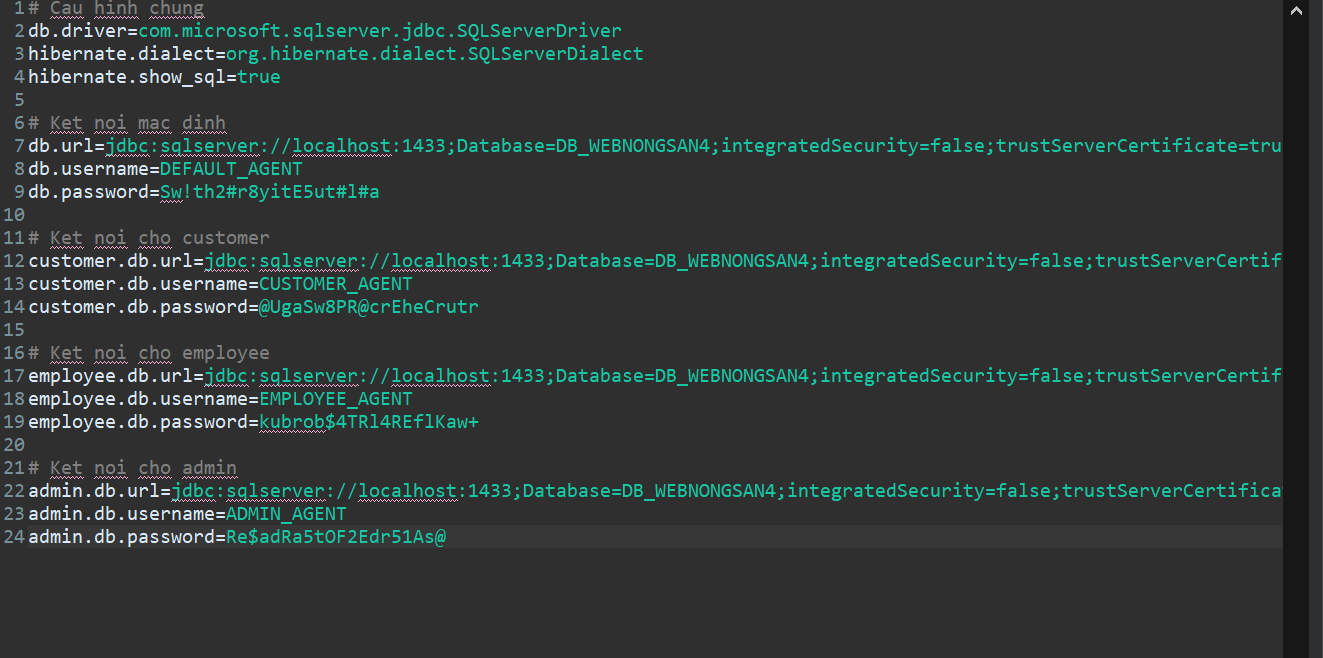 1# Cau hinh chung
2db.driver=com.microsoft.sqlserver.jdbc.SQLServerDriver
3hibernate.dialect=org.hibernate.dialect.SQLServerDialect
4hibernate.show_sql=true
5
6# Ket noi mac dinh
7db.url=jdbc:sqlserver://localhost:1433;Database=DB_WEBNONGSAN4;integratedSecurity=false;trustServerCertificate=tru
8db.username=DEFAULT_AGENT
9db.password=Sw!th2#r8yitE5ut#l#a
10
11# Ket noi cho customer
12customer.db.url=jdbc:sqlserver://localhost:1433;Database=DB_WEBNONGSAN4;integratedSecurity=false;trustServerCertif
13customer.db.username=CUSTOMER_AGENT
14customer.db.password=@UgaSw8PR@crEheCrutr
15
16# Ket noi cho employee
17employee.db.url=jdbc:sqlserver://localhost:1433;Database=DB_WEBNONGSAN4;integratedSecurity=false;trustServerCertif
18employee.db.username=EMPLOYEE_AGENT
19employee.db.password=kubrob$4TRl4REflKaw+
20
21# Ket noi cho admin
22admin.db.url=jdbc:sqlserver://localhost:1433;Database=DB_WEBNONGSAN4;integratedSecurity=false;trustServerCertifica
23admin.db.username=ADMIN_AGENT
24admin.db.password=Re$adRa5tOF2Edr51As@